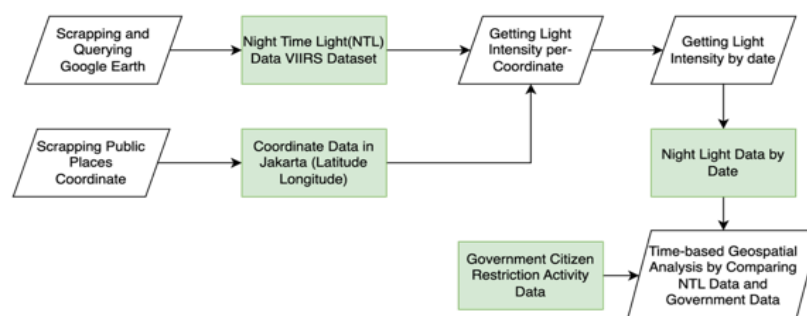 Scrapping and
Querying
Google Earth
Night Time Light(NTL)
Data VIIRS Dataset
Getting Light
Intensity per-
Coordinate
Getting Light
Intensity by date
Scrapping Public
Places
Coordinate
Coordinate Data in
Jakarta (Latitude
Longitude)
Night Light Data by
Date
Government Citizen
Restriction Activity
Data
Time-based Geospatial
Analysis by Comparing
NTL Data and
Government Data